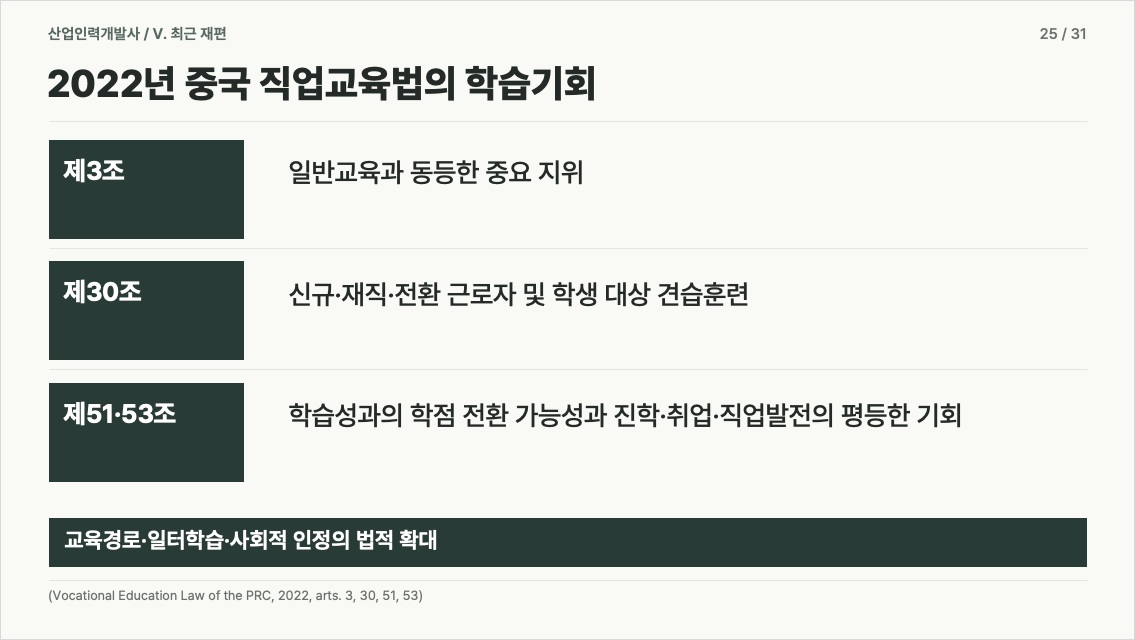 산업인력개발사 / V. 최근 재편
25 / 31
2022년 중국 직업교육법의 학습기회
제3조
일반교육과 동등한 중요 지위
제30조
신규·재직·전환 근로자 및 학생 대상 견습훈련
제51·53조
학습성과의 학점 전환 가능성과 진학·취업·직업발전의 평등한 기회
교육경로·일터학습·사회적 인정의 법적 확대
(Vocational Education Law of the PRC, 2022, arts. 3, 30, 51, 53)